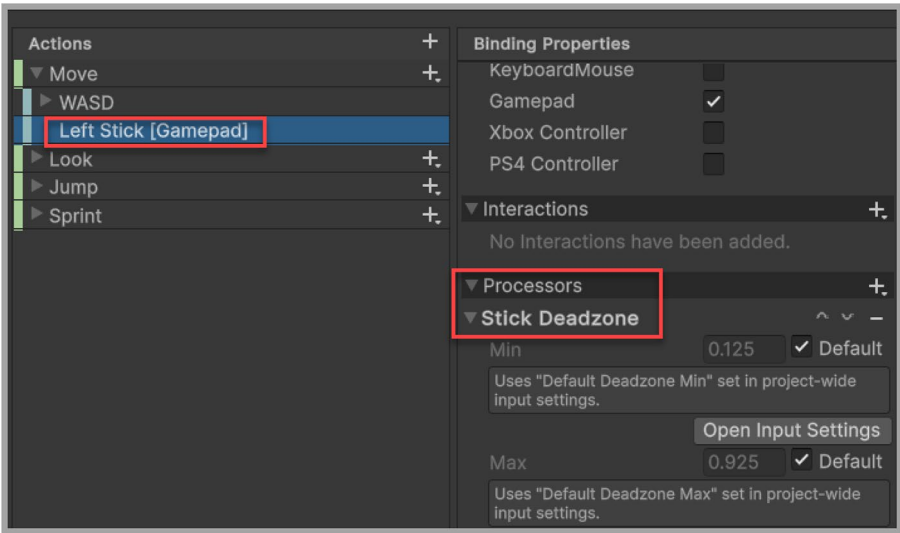 Actions
Move
WASD
Left Stick [Gamepad]
Look
Jump
Sprint
Binding Properties
KeyboardMouse
Gamepad
Xbox Controller
PS4 Controller
Interactions
No Interactions have been added.
Processors
Stick Deadzone
Min 0.125 Default
Uses "Default Deadzone Min" set in project-wide
input settings.
Open Input Settings
Max 0.925 Default
Uses "Default Deadzone Max" set in project-wide
input settings.